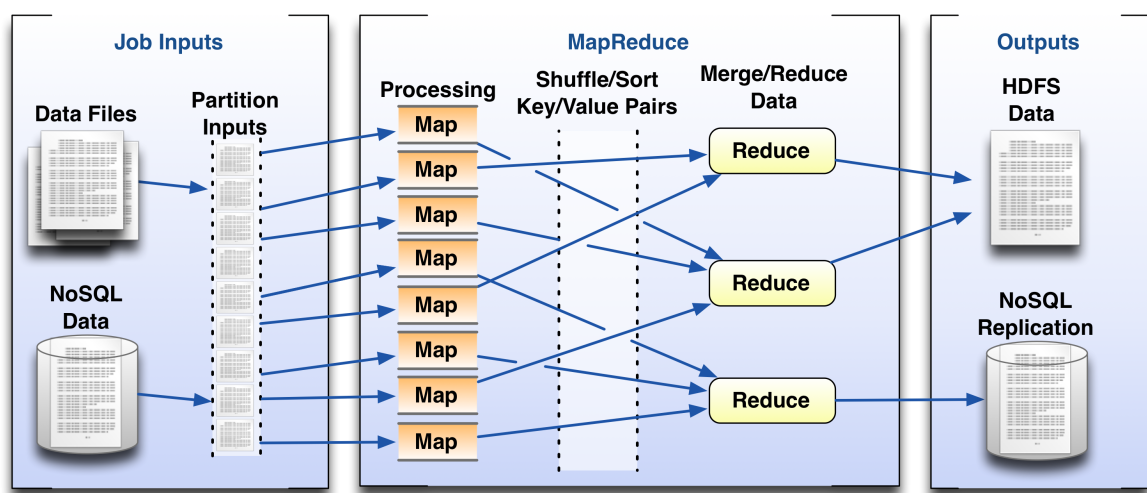 Job Inputs
Data Files
Partition
Inputs
NoSQL
Data
MapReduce
Processing
Shuffle/Sort
Key/Value Pairs
Merge/Reduce
Data
Map
Map
Map
Map
Map
Map
Map
Map
Reduce
Reduce
Reduce
Outputs
HDFS
Data
NoSQL
Replication